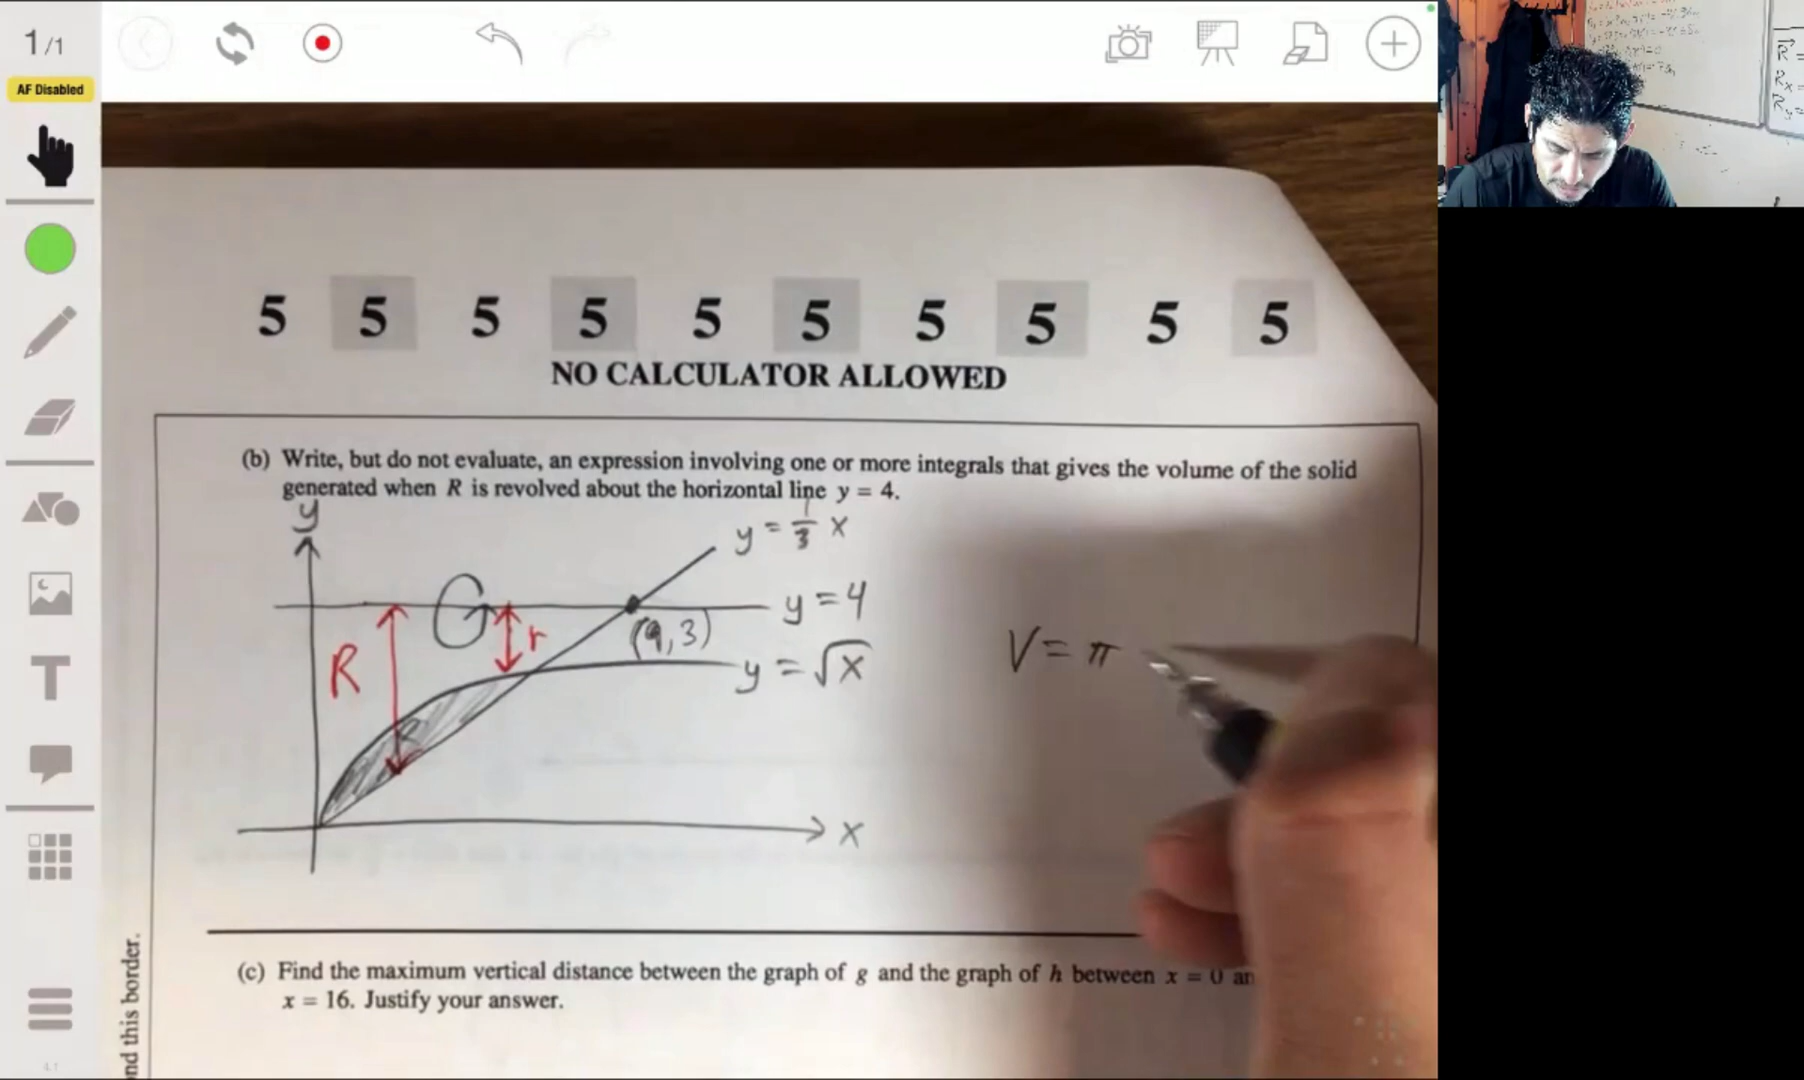 1/1
AF Disabled
5 5 5 5 5 5 5 5 5 5
NO CALCULATOR ALLOWED
(b) Write, but do not evaluate, an expression involving one or more integrals that gives the volume of the solid
generated when R is revolved about the horizontal line y = 4.
y
y = 1/3 x
y = 4
R
r
(9,3)
y = √x
V = π
x
(c) Find the maximum vertical distance between the graph of g and the graph of h between x = 0 an
x = 16. Justify your answer.
nd this border.
T